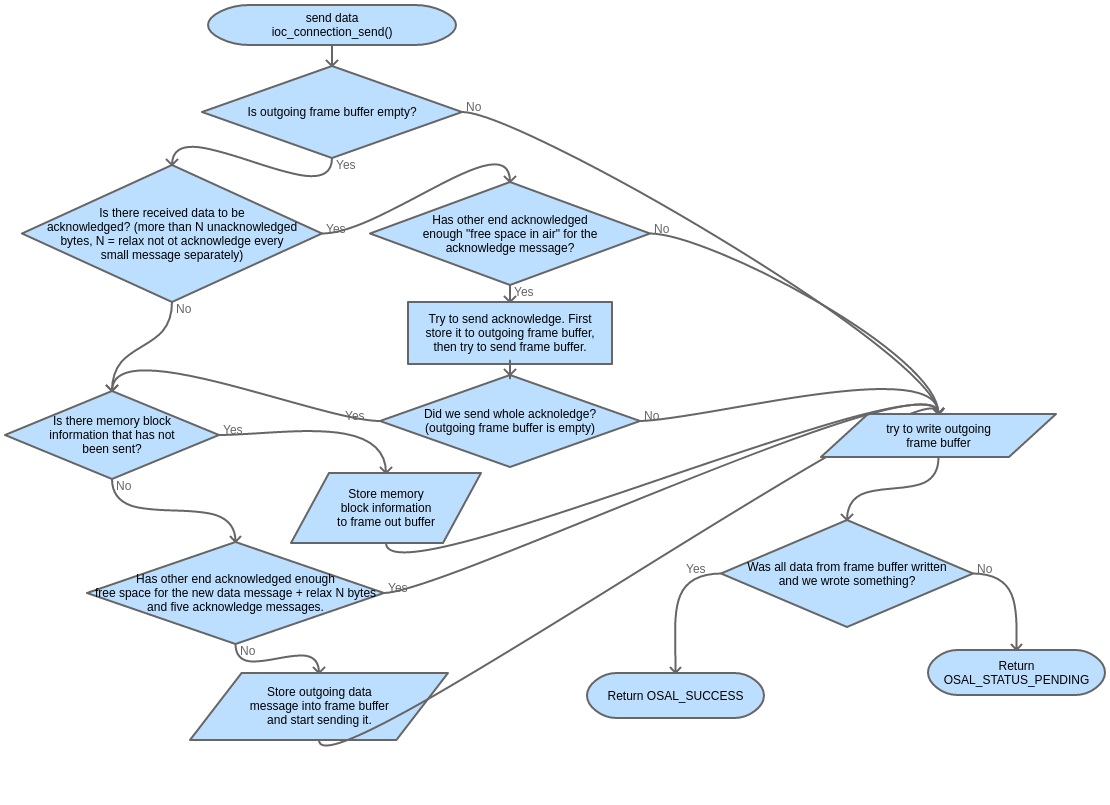 send data
ioc_connection_send()
Is outgoing frame buffer empty?
No
Yes
Is there received data to be
acknowledged? (more than N unacknowledged
bytes, N = relax not ot acknowledge every
small message separately)
Yes
No
Has other end acknowledged
enough "free space in air" for the
acknowledge message?
No
Yes
Try to send acknowledge. First
store it to outgoing frame buffer,
then try to send frame buffer.
Did we send whole acknoledge?
(outgoing frame buffer is empty)
Yes
No
Is there memory block
information that has not
been sent?
Yes
No
try to write outgoing
frame buffer
Store memory
block information
to frame out buffer
Has other end acknowledged enough
free space for the new data message + relax N bytes
and five acknowledge messages.
Yes
No
Was all data from frame buffer written
and we wrote something?
Yes
No
Store outgoing data
message into frame buffer
and start sending it.
Return OSAL_SUCCESS
Return
OSAL_STATUS_PENDING